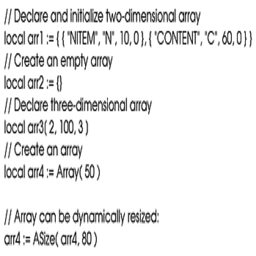 // Declare and initialize two-dimensional array
local arr1 := { { "NITEM", "N", 10, 0 }, { "CONTENT", "C", 60, 0 } }
// Create an empty array
local arr2 := {}
// Declare three-dimensional array
local arr3( 2, 100, 3 )
// Create an array
local arr4 := Array( 50 )
// Array can be dynamically resized:
arr4 := ASize( arr4, 80 )